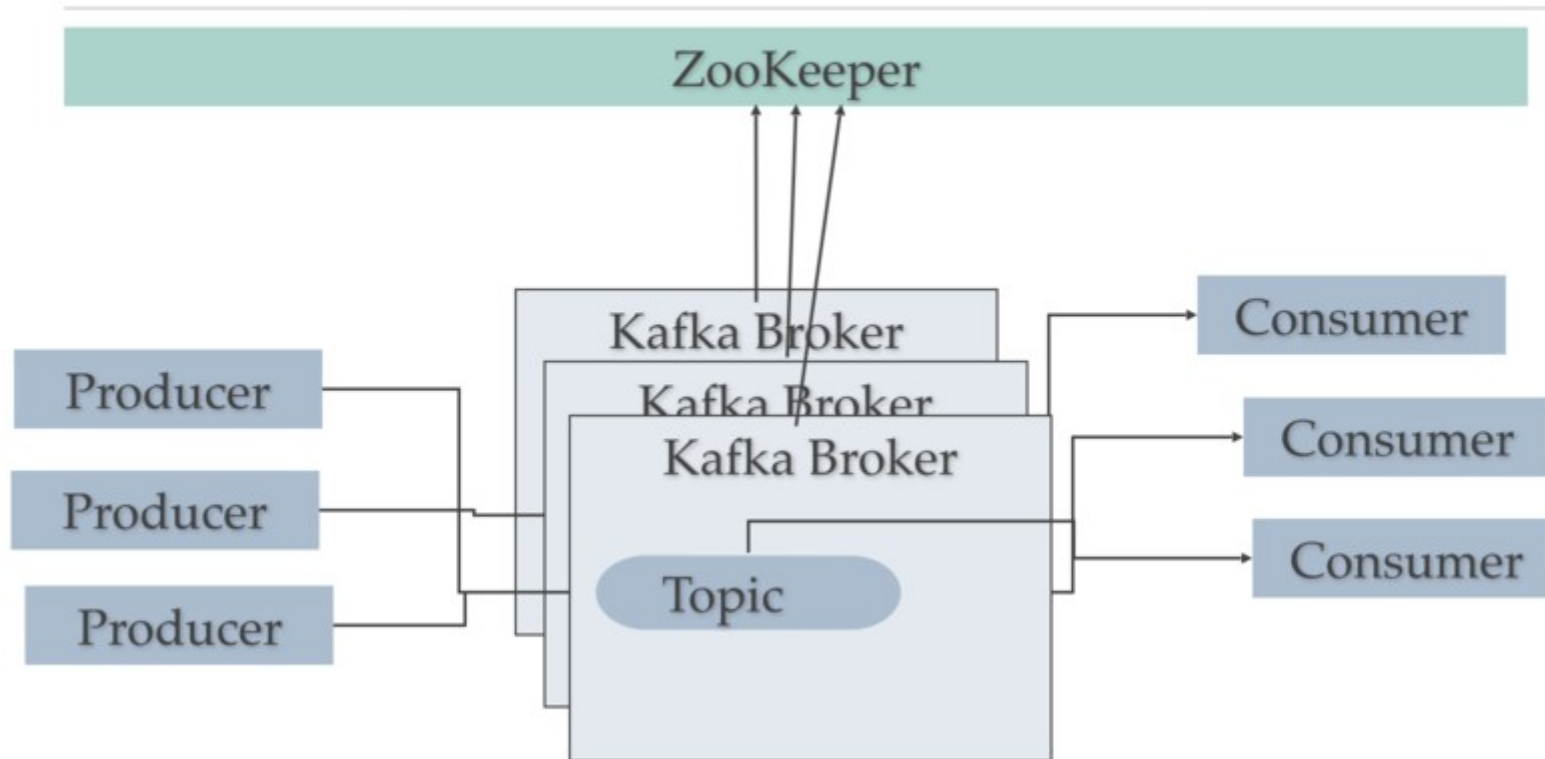 ZooKeeper
Kafka Broker
Kafka Broker
Kafka Broker
Topic
Producer
Producer
Producer
Consumer
Consumer
Consumer